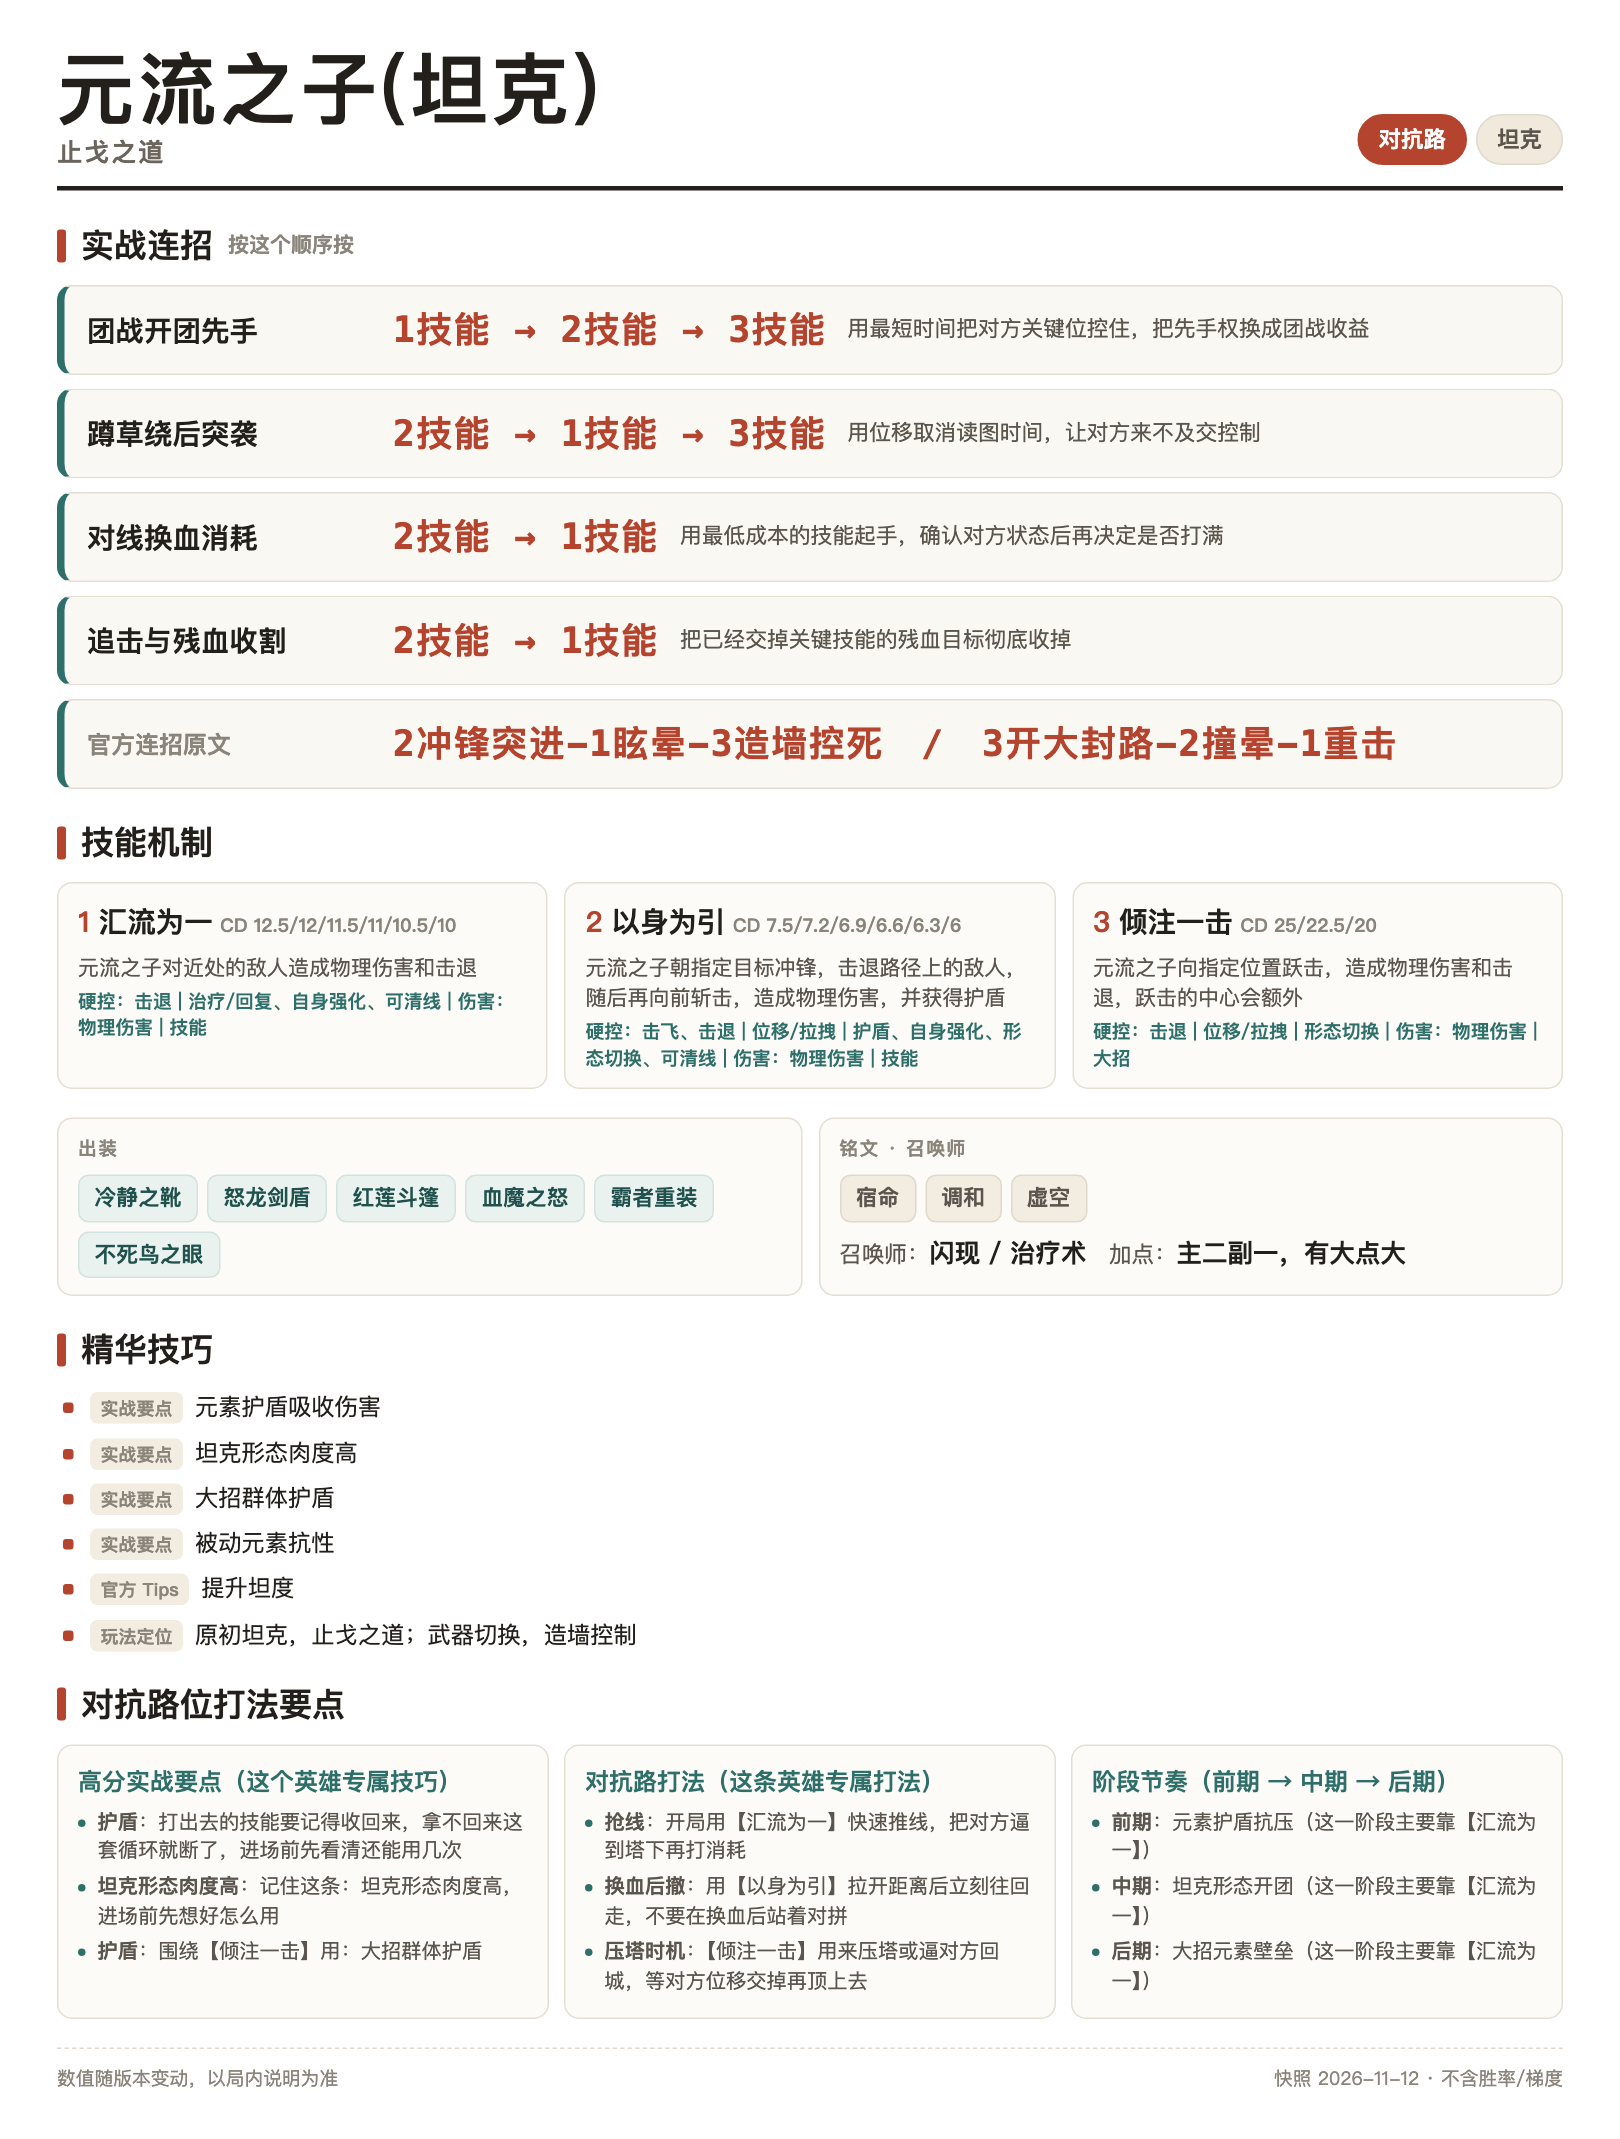 元流之子(坦克)
止戈之道
对抗路 坦克
实战连招 按这个顺序按
团战开团先手 1技能 → 2技能 → 3技能 用最短时间把对方关键位控住，把先手权换成团战收益
蹲草绕后突袭 2技能 → 1技能 → 3技能 用位移取消读图时间，让对方来不及交控制
对线换血消耗 2技能 → 1技能 用最低成本的技能起手，确认对方状态后再决定是否打满
追击与残血收割 2技能 → 1技能 把已经交掉关键技能的残血目标彻底收掉
官方连招原文 2冲锋突进–1眩晕–3造墙控死 / 3开大封路–2撞晕–1重击
技能机制
1 汇流为一 CD 12.5/12/11.5/11/10.5/10
元流之子对近处的敌人造成物理伤害和击退
硬控：击退 | 治疗/回复、自身强化、可清线 | 伤害：
物理伤害 | 技能
2 以身为引 CD 7.5/7.2/6.9/6.6/6.3/6
元流之子朝指定目标冲锋，击退路径上的敌人，
随后再向前斩击，造成物理伤害，并获得护盾
硬控：击飞、击退 | 位移/拉拽 | 护盾、自身强化、形
态切换、可清线 | 伤害：物理伤害 | 技能
3 倾注一击 CD 25/22.5/20
元流之子向指定位置跃击，造成物理伤害和击
退，跃击的中心会额外
硬控：击退 | 位移/拉拽 | 形态切换 | 伤害：物理伤害 |
大招
出装
冷静之靴 怒龙剑盾 红莲斗篷 血魔之怒 霸者重装
不死鸟之眼
铭文 · 召唤师
宿命 调和 虚空
召唤师：闪现 / 治疗术 加点：主二副一，有大点大
精华技巧
实战要点 元素护盾吸收伤害
实战要点 坦克形态肉度高
实战要点 大招群体护盾
实战要点 被动元素抗性
官方 Tips 提升坦度
玩法定位 原初坦克，止戈之道；武器切换，造墙控制
对抗路位打法要点
高分实战要点（这个英雄专属技巧）
护盾：打出去的技能要记得收回来，拿不回来这
套循环就断了，进场前先看清还能用几次
坦克形态肉度高：记住这条：坦克形态肉度高，
进场前先想好怎么用
护盾：围绕【倾注一击】用：大招群体护盾
对抗路打法（这条英雄专属打法）
抢线：开局用【汇流为一】快速推线，把对方逼
到塔下再打消耗
换血后撤：用【以身为引】拉开距离后立刻往回
走，不要在换血后站着对拼
压塔时机：【倾注一击】用来压塔或逼对方回
城，等对方位移交掉再顶上去
阶段节奏（前期 → 中期 → 后期）
前期：元素护盾抗压（这一阶段主要靠【汇流为
一】）
中期：坦克形态开团（这一阶段主要靠【汇流为
一】）
后期：大招元素壁垒（这一阶段主要靠【汇流为
一】）
数值随版本变动，以局内说明为准
快照 2026–11–12 · 不含胜率/梯度